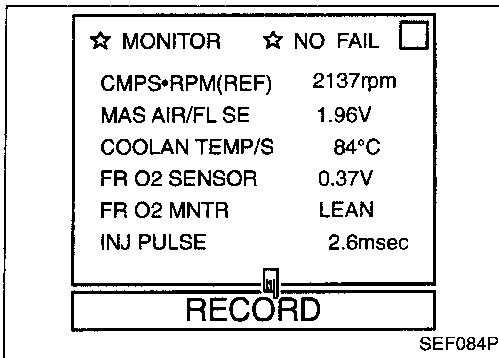 ☆ MONITOR ☆ NO FAIL
CMPS•RPM(REF) 2137rpm
MAS AIR/FL SE 1.96V
COOLAN TEMP/S 84°C
FR O2 SENSOR 0.37V
FR O2 MNTR LEAN
INJ PULSE 2.6msec
RECORD
SEF084P